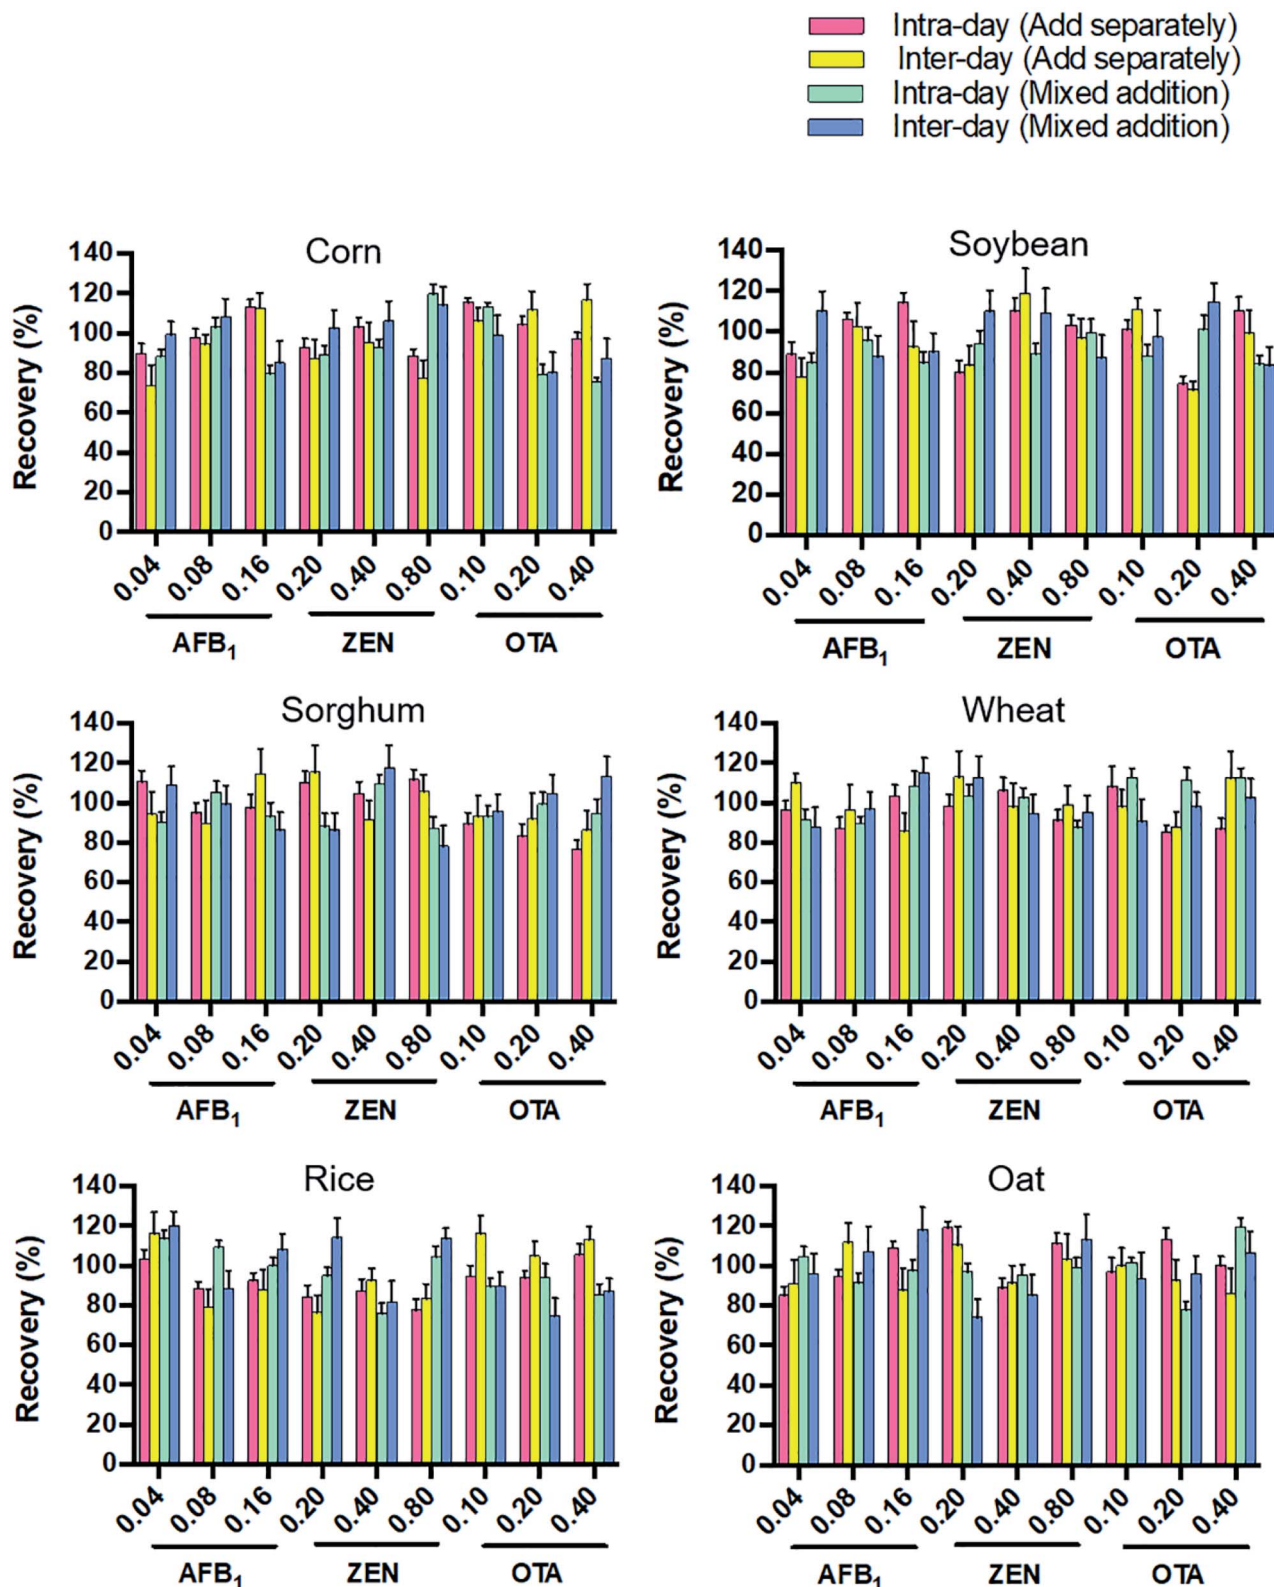 Intra-day (Add separately)
Inter-day (Add separately)
Intra-day (Mixed addition)
Inter-day (Mixed addition)
Corn
Recovery (%)
140
120
100
80
60
40
20
0
0.04 0.08 0.16 0.20 0.40 0.80 0.10 0.20 0.40
AFB₁ ZEN OTA
Soybean
Recovery (%)
140
120
100
80
60
40
20
0
0.04 0.08 0.16 0.20 0.40 0.80 0.10 0.20 0.40
AFB₁ ZEN OTA
Sorghum
Recovery (%)
140
120
100
80
60
40
20
0
0.04 0.08 0.16 0.20 0.40 0.80 0.10 0.20 0.40
AFB₁ ZEN OTA
Wheat
Recovery (%)
140
120
100
80
60
40
20
0
0.04 0.08 0.16 0.20 0.40 0.80 0.10 0.20 0.40
AFB₁ ZEN OTA
Rice
Recovery (%)
140
120
100
80
60
40
20
0
0.04 0.08 0.16 0.20 0.40 0.80 0.10 0.20 0.40
AFB₁ ZEN OTA
Oat
Recovery (%)
140
120
100
80
60
40
20
0
0.04 0.08 0.16 0.20 0.40 0.80 0.10 0.20 0.40
AFB₁ ZEN OTA